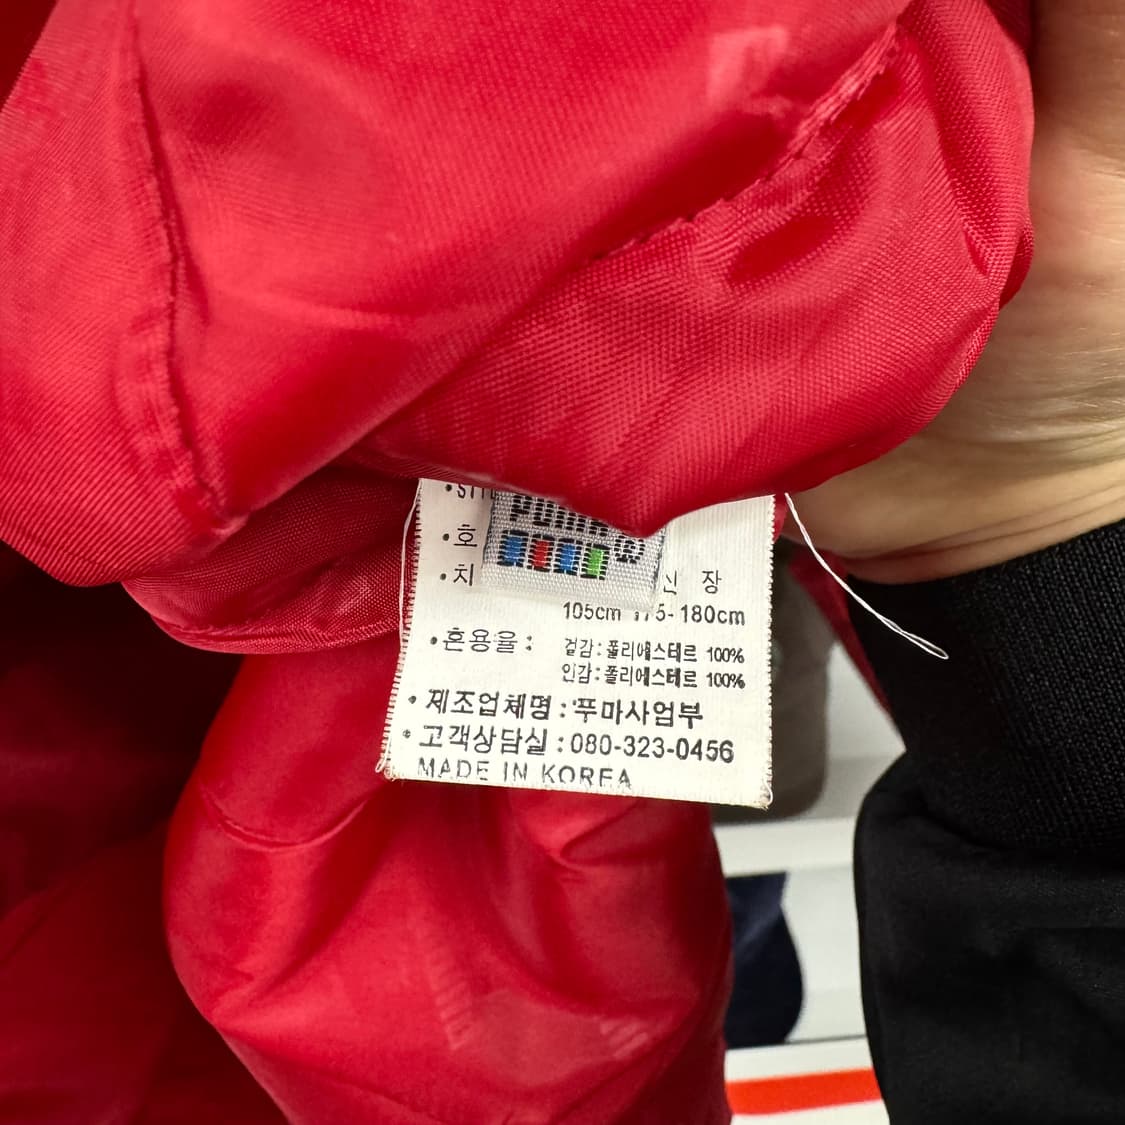 PUMA ®
• 호
• 치
신 장
105cm 175-180cm
• 혼용율 : 겉감 : 폴리에스테르 100%
인감 : 폴리에스테르 100%
• 제조업체명 : 푸마사업부
• 고객상담실 : 080-323-0456
MADE IN KOREA